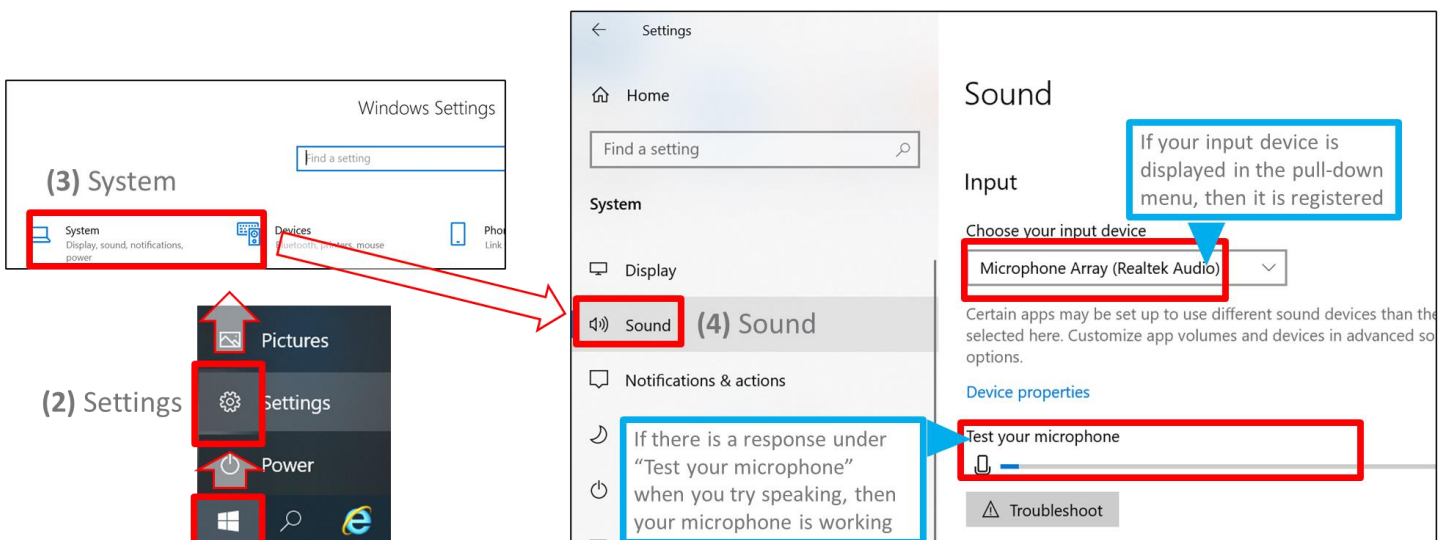 Windows Settings
Find a setting
(3) System
System
Display, sound, notifications,
power
Devices
Bluetooth, printers, mouse
Pho
Link
Pictures
(2) Settings
Settings
Power
Settings
Home
Find a setting
System
Display
Sound
(4) Sound
Notifications & actions
If there is a response under
“Test your microphone”
when you try speaking, then
your microphone is working
Sound
If your input device is
displayed in the pull-down
menu, then it is registered
Input
Choose your input device
Microphone Array (Realtek Audio)
Certain apps may be set up to use different sound devices than the
selected here. Customize app volumes and devices in advanced so
options.
Device properties
Test your microphone
Troubleshoot